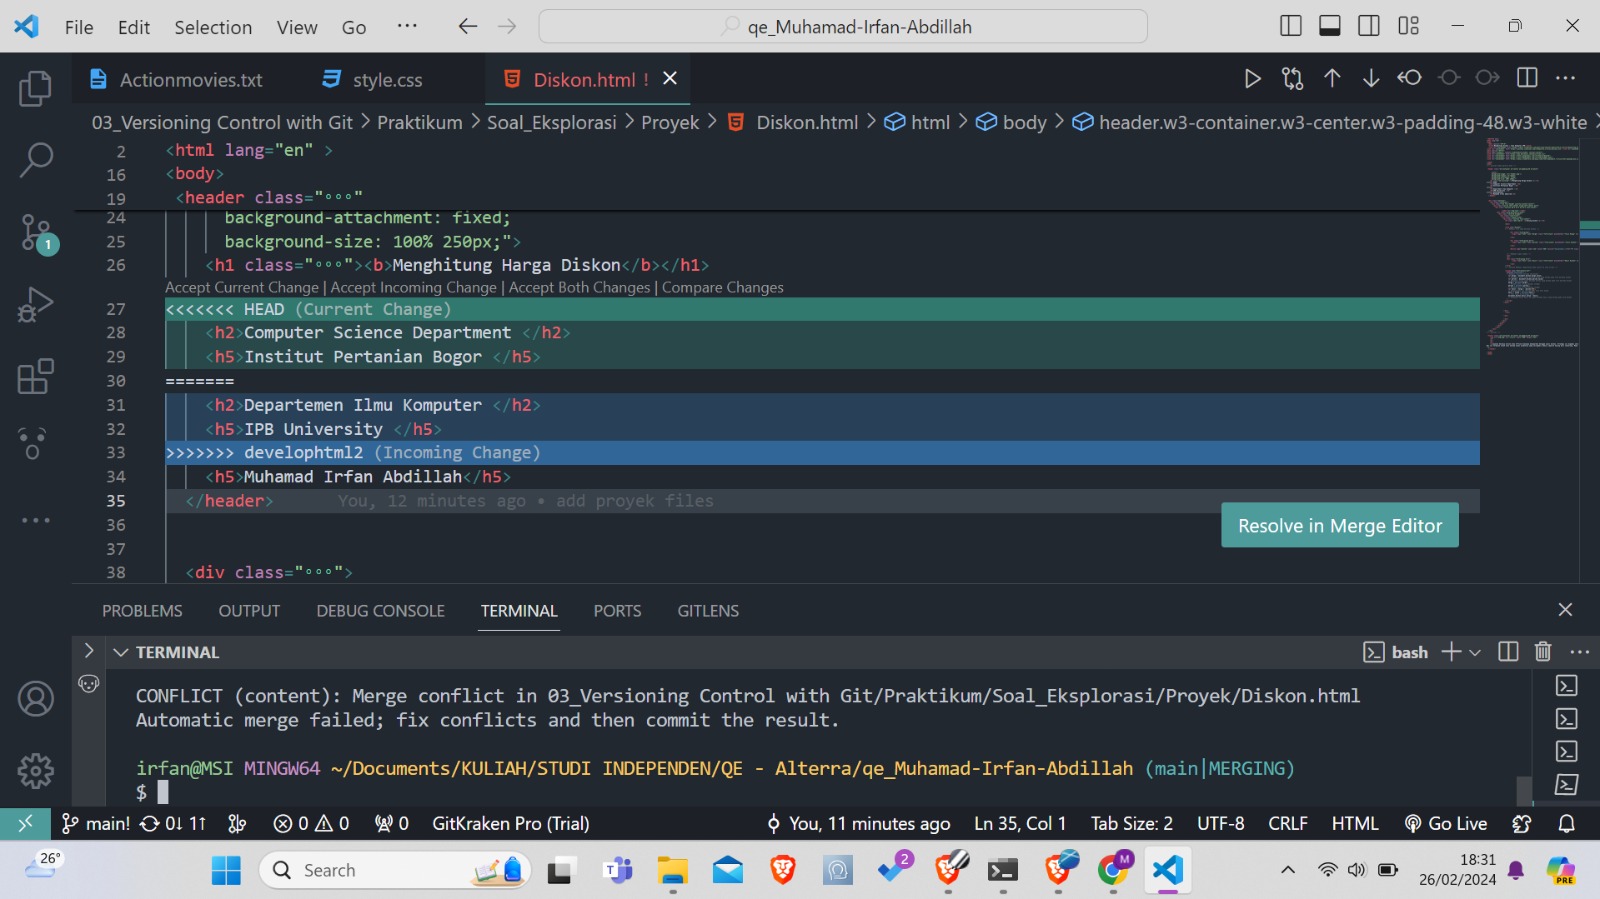 File Edit Selection View Go ··· qe_Muhamad-Irfan-Abdillah
Actionmovies.txt style.css Diskon.html !
03_Versioning Control with Git > Praktikum > Soal_Eksplorasi > Proyek > Diskon.html > html > body > header.w3-container.w3-center.w3-padding-48.w3-white >
2 <html lang="en" >
16 <body>
19 <header class="∘∘∘"
24 background-attachment: fixed;
25 background-size: 100% 250px;">
26 <h1 class="∘∘∘"><b>Menghitung Harga Diskon</b></h1>
Accept Current Change | Accept Incoming Change | Accept Both Changes | Compare Changes
27 <<<<<<< HEAD (Current Change)
28 <h2>Computer Science Department </h2>
29 <h5>Institut Pertanian Bogor </h5>
30 =======
31 <h2>Departemen Ilmu Komputer </h2>
32 <h5>IPB University </h5>
33 >>>>>>> develophtml2 (Incoming Change)
34 <h5>Muhamad Irfan Abdillah</h5>
35 </header> You, 12 minutes ago • add proyek files
36
Resolve in Merge Editor
37
38 <div class="∘∘∘">
1
PROBLEMS OUTPUT DEBUG CONSOLE TERMINAL PORTS GITLENS
TERMINAL bash
CONFLICT (content): Merge conflict in 03_Versioning Control with Git/Praktikum/Soal_Eksplorasi/Proyek/Diskon.html
Automatic merge failed; fix conflicts and then commit the result.
irfan@MSI MINGW64 ~/Documents/KULIAH/STUDI INDEPENDEN/QE - Alterra/qe_Muhamad-Irfan-Abdillah (main|MERGING)
$
main! 0↓ 1↑ 0 0 0 GitKraken Pro (Trial) You, 11 minutes ago Ln 35, Col 1 Tab Size: 2 UTF-8 CRLF HTML Go Live
26° Search 2 M 18:31
26/02/2024 PRE